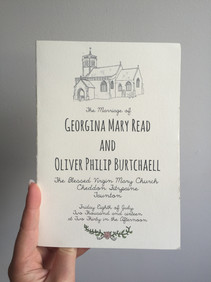 The Marriage of
GEORGINA MARY READ
AND
OLIVER PHILIP BURTCHAELL
The Blessed Virgin Mary Church
Cheddon Fitzpaine
Taunton
Friday Eighth of July
Two Thousand and sixteen
at Two Thirty in the Afternoon